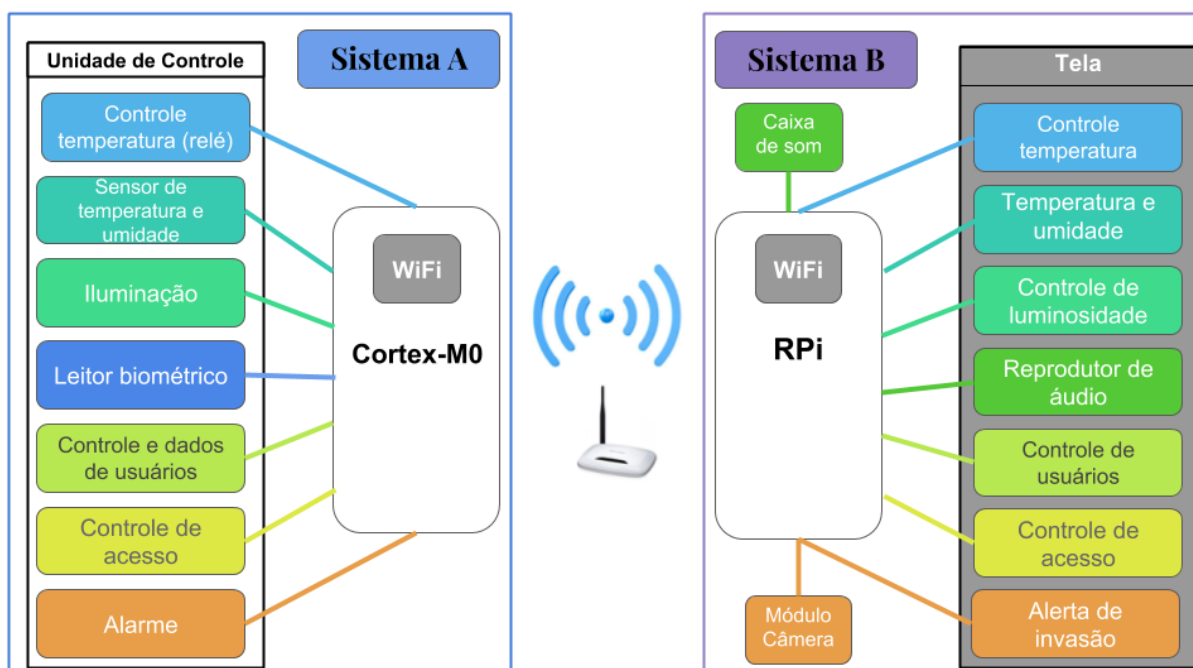 Unidade de Controle
Sistema A
Controle
temperatura (relé)
Sensor de
temperatura e
umidade
Iluminação
Leitor biométrico
Controle e dados
de usuários
Controle de
acesso
Alarme
WiFi
Cortex-M0
Sistema B
Caixa
de som
WiFi
RPi
Módulo
Câmera
Tela
Controle
temperatura
Temperatura e
umidade
Controle de
luminosidade
Reprodutor de
áudio
Controle de
usuários
Controle de
acesso
Alerta de
invasão